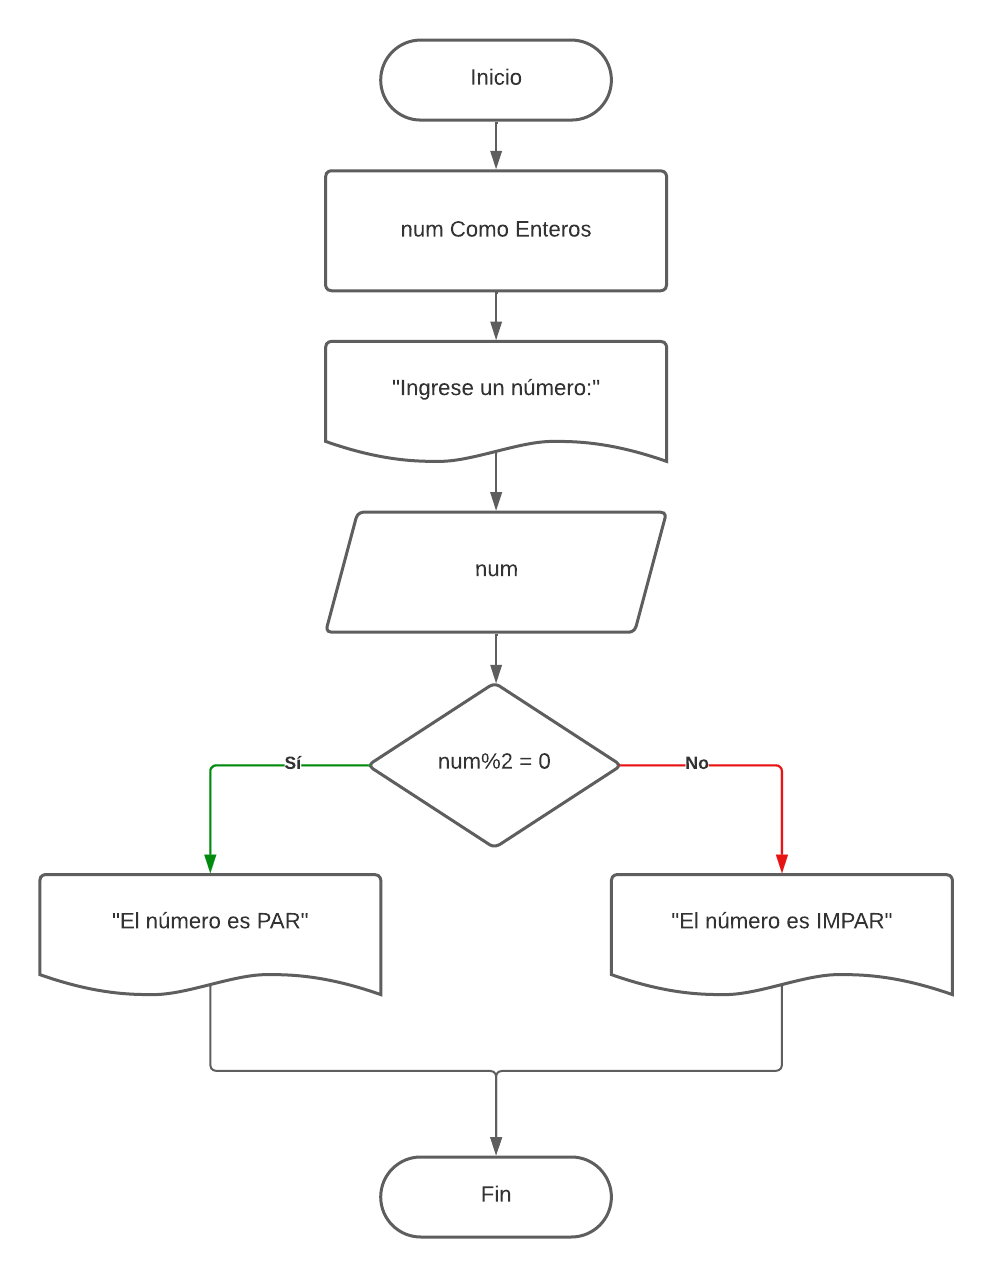 Inicio
num Como Enteros
"Ingrese un número:"
num
num%2 = 0
Sí
No
"El número es PAR"
"El número es IMPAR"
Fin